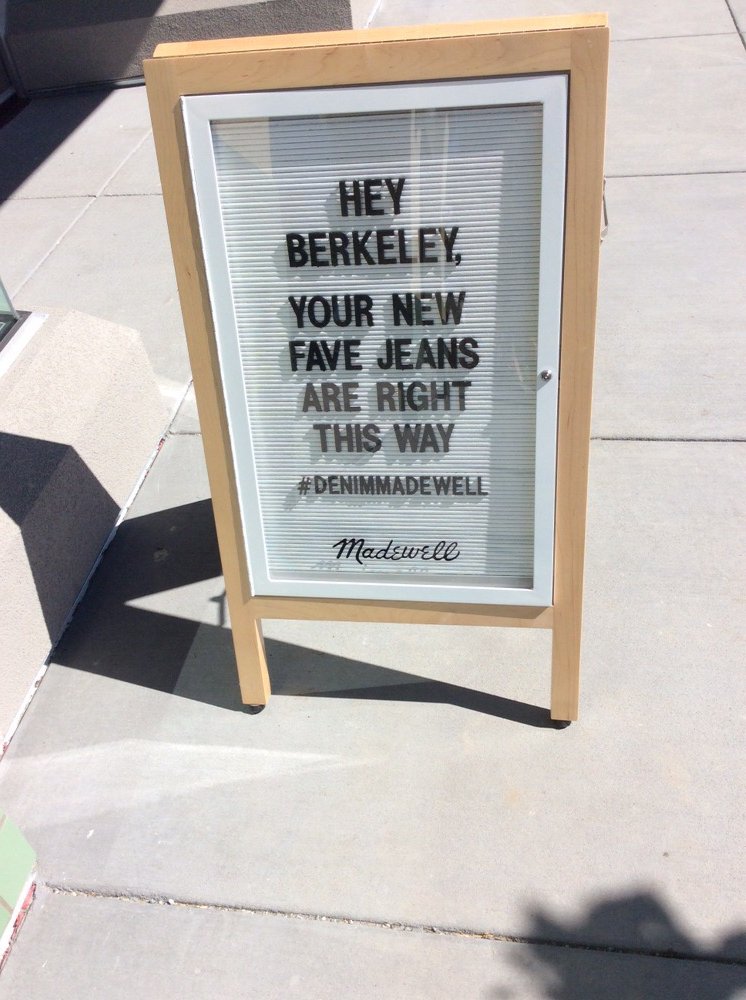 HEY
BERKELEY,
YOUR NEW
FAVE JEANS
ARE RIGHT
THIS WAY
#DENIMMADEWELL
Madewell